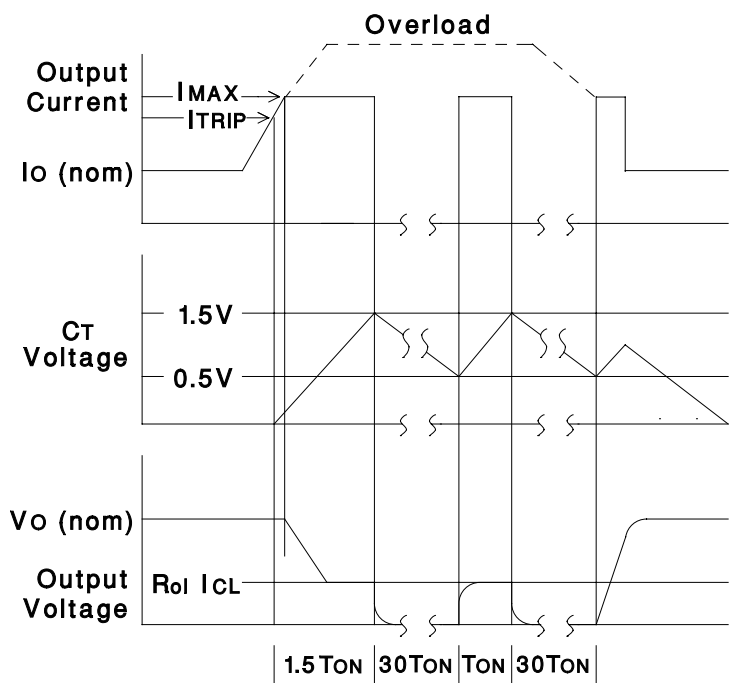 Overload
Output
Current
IMAX
ITRIP
IO (nom)
CT
Voltage
1.5V
0.5V
VO (nom)
Output
Voltage
Rol ICL
1.5TON
30TON
TON
30TON